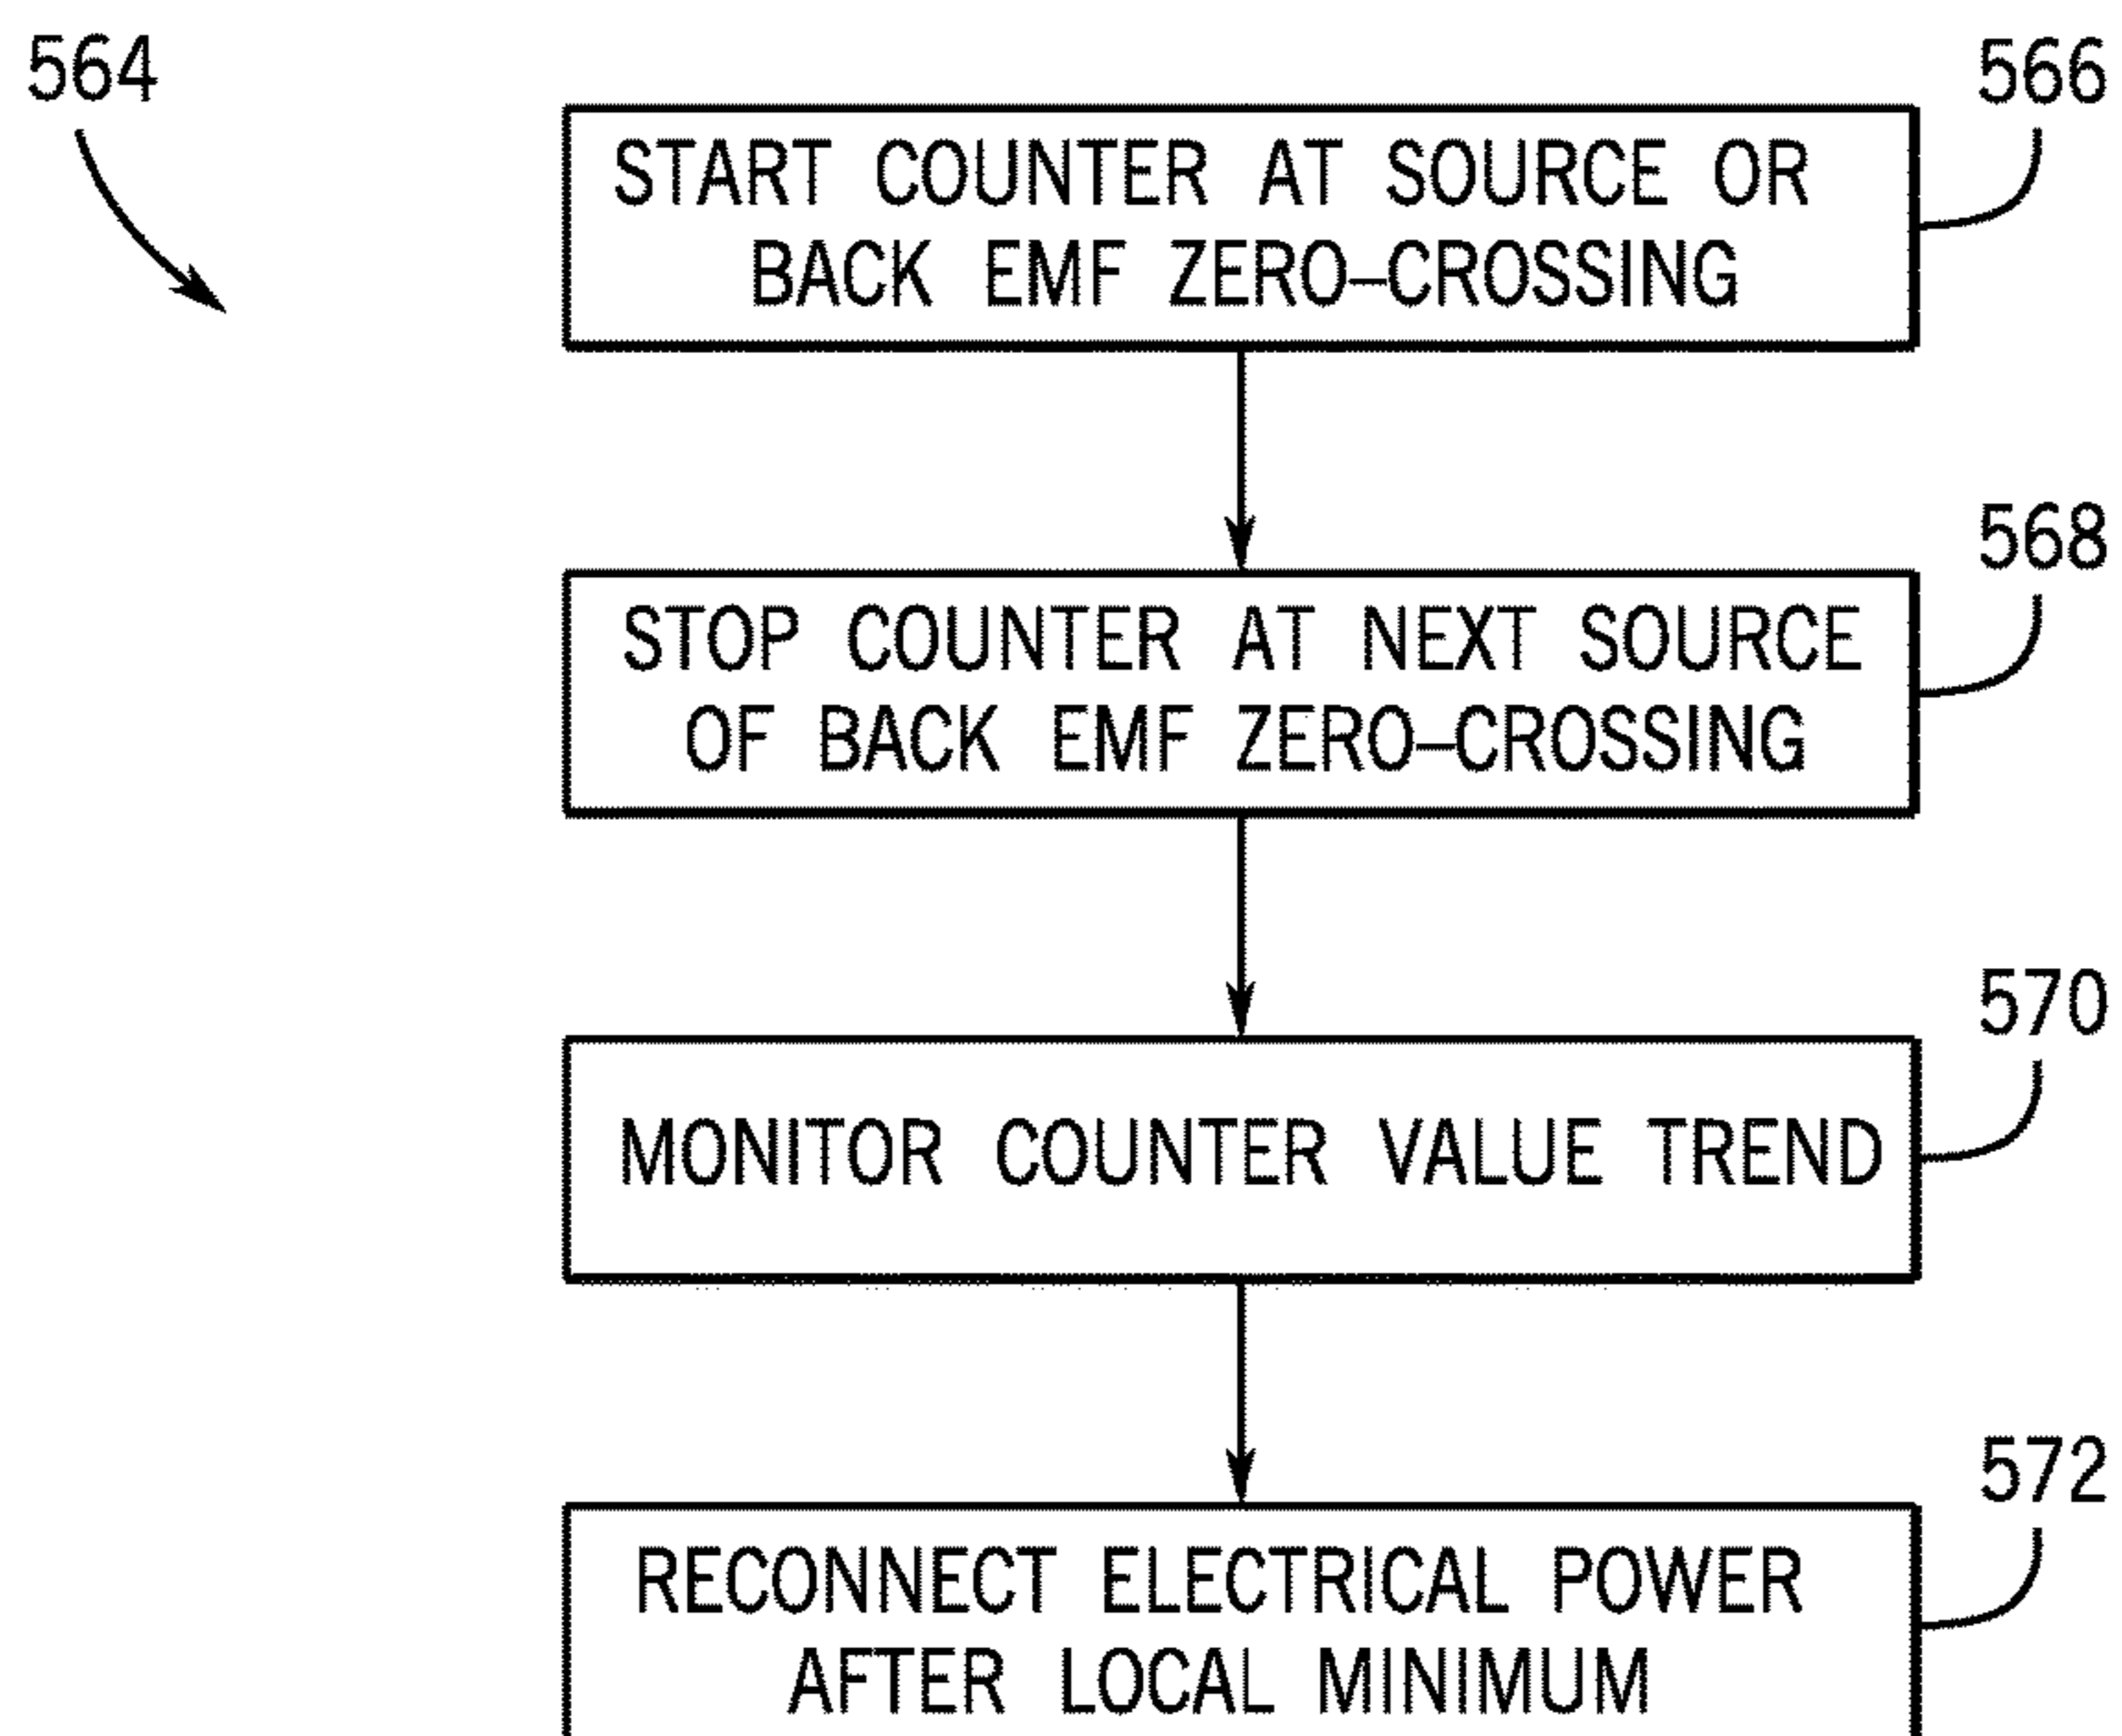 564
566
START COUNTER AT SOURCE OR
BACK EMF ZERO–CROSSING
568
STOP COUNTER AT NEXT SOURCE
OF BACK EMF ZERO–CROSSING
570
MONITOR COUNTER VALUE TREND
572
RECONNECT ELECTRICAL POWER
AFTER LOCAL MINIMUM